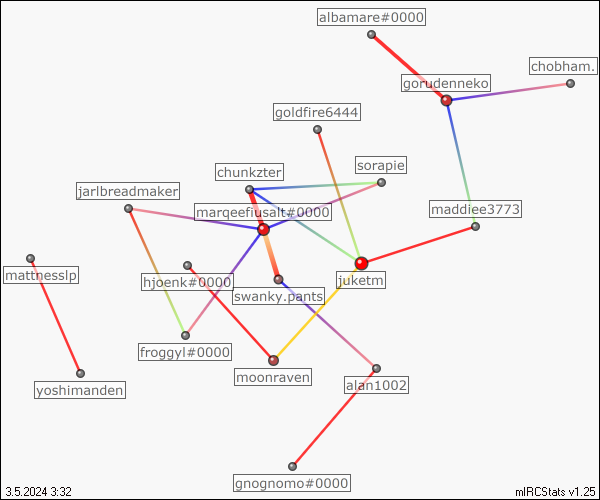 albamare#0000
chobham.
gorudenneko
goldfire6444
sorapie
chunkzter
jarlbreadmaker
marqeefiusalt#0000
maddiee3773
mattnesslp
hjoenk#0000
juketm
swanky.pants
froggyl#0000
moonraven
alan1002
yoshimanden
gnognomo#0000
3.5.2024 3:32
mIRCStats v1.25